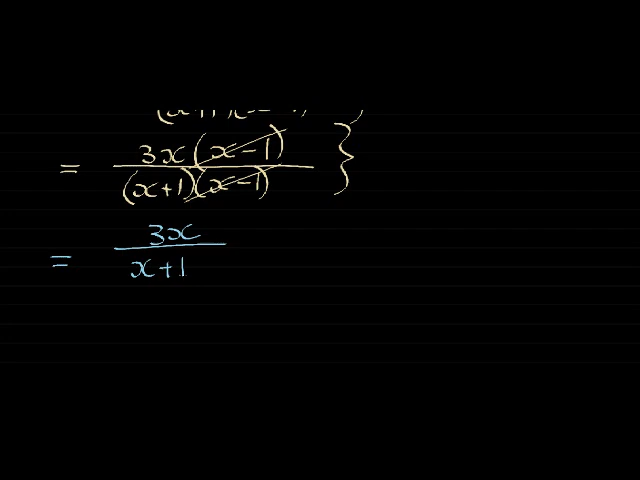 = 3x(x-1) / (x+1)(x-1) }
= 3x / x+1